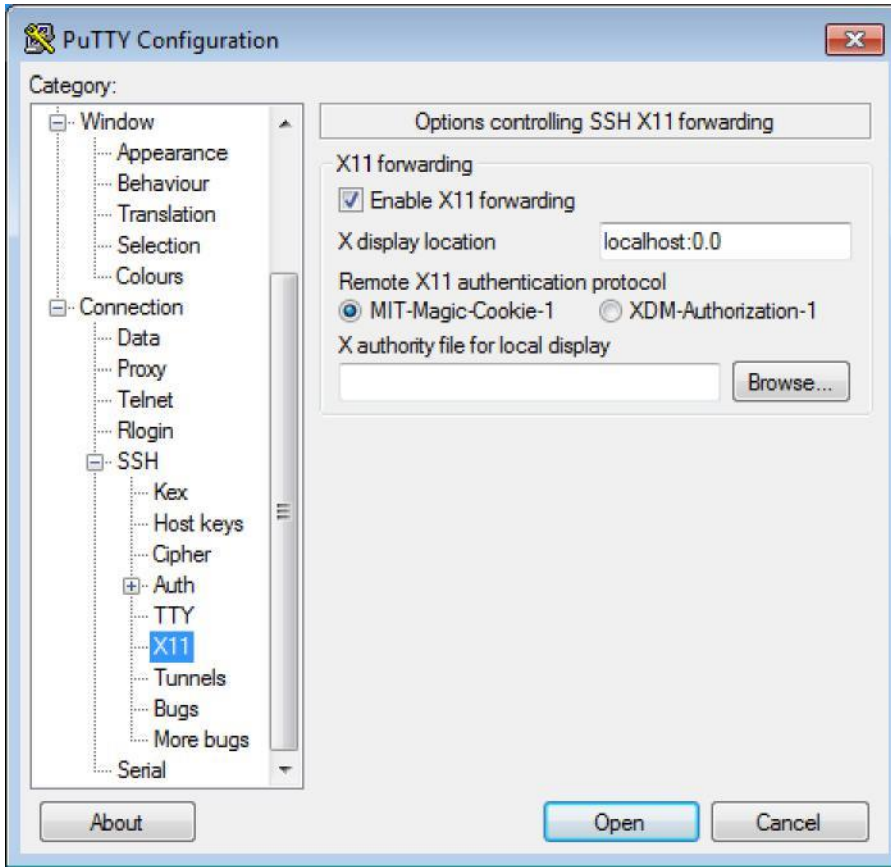 PuTTY Configuration
Category:
Window
Appearance
Behaviour
Translation
Selection
Colours
Connection
Data
Proxy
Telnet
Rlogin
SSH
Kex
Host keys
Cipher
Auth
TTY
X11
Tunnels
Bugs
More bugs
Serial
Options controlling SSH X11 forwarding
X11 forwarding
Enable X11 forwarding
X display location localhost:0.0
Remote X11 authentication protocol
MIT-Magic-Cookie-1 XDM-Authorization-1
X authority file for local display
Browse...
About Open Cancel